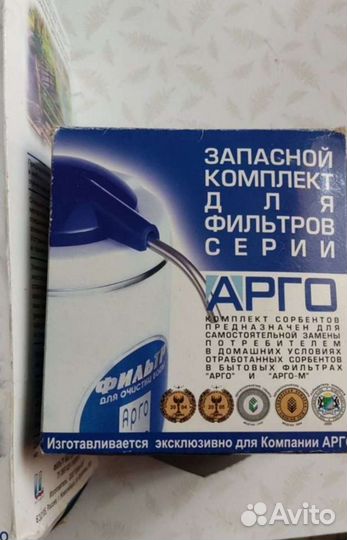 ЗАПАСНОЙ
КОМПЛЕКТ
ДЛЯ
ФИЛЬТРОВ
СЕРИИ
АРГО
КОМПЛЕКТ СОРБЕНТОВ
ПРЕДНАЗНАЧЕН ДЛЯ
САМОСТОЯТЕЛЬНОЙ ЗАМЕНЫ
ПОТРЕБИТЕЛЕМ
В ДОМАШНИХ УСЛОВИЯХ
ОТРАБОТАННЫХ СОРБЕНТОВ
В БЫТОВЫХ ФИЛЬТРАХ
"АРГО" И "АРГО-М"
ФИЛЬТР
ДЛЯ ОЧИСТКИ ВОДЫ
Арго
Изготавливается эксклюзивно для Компании АРГО
Avito